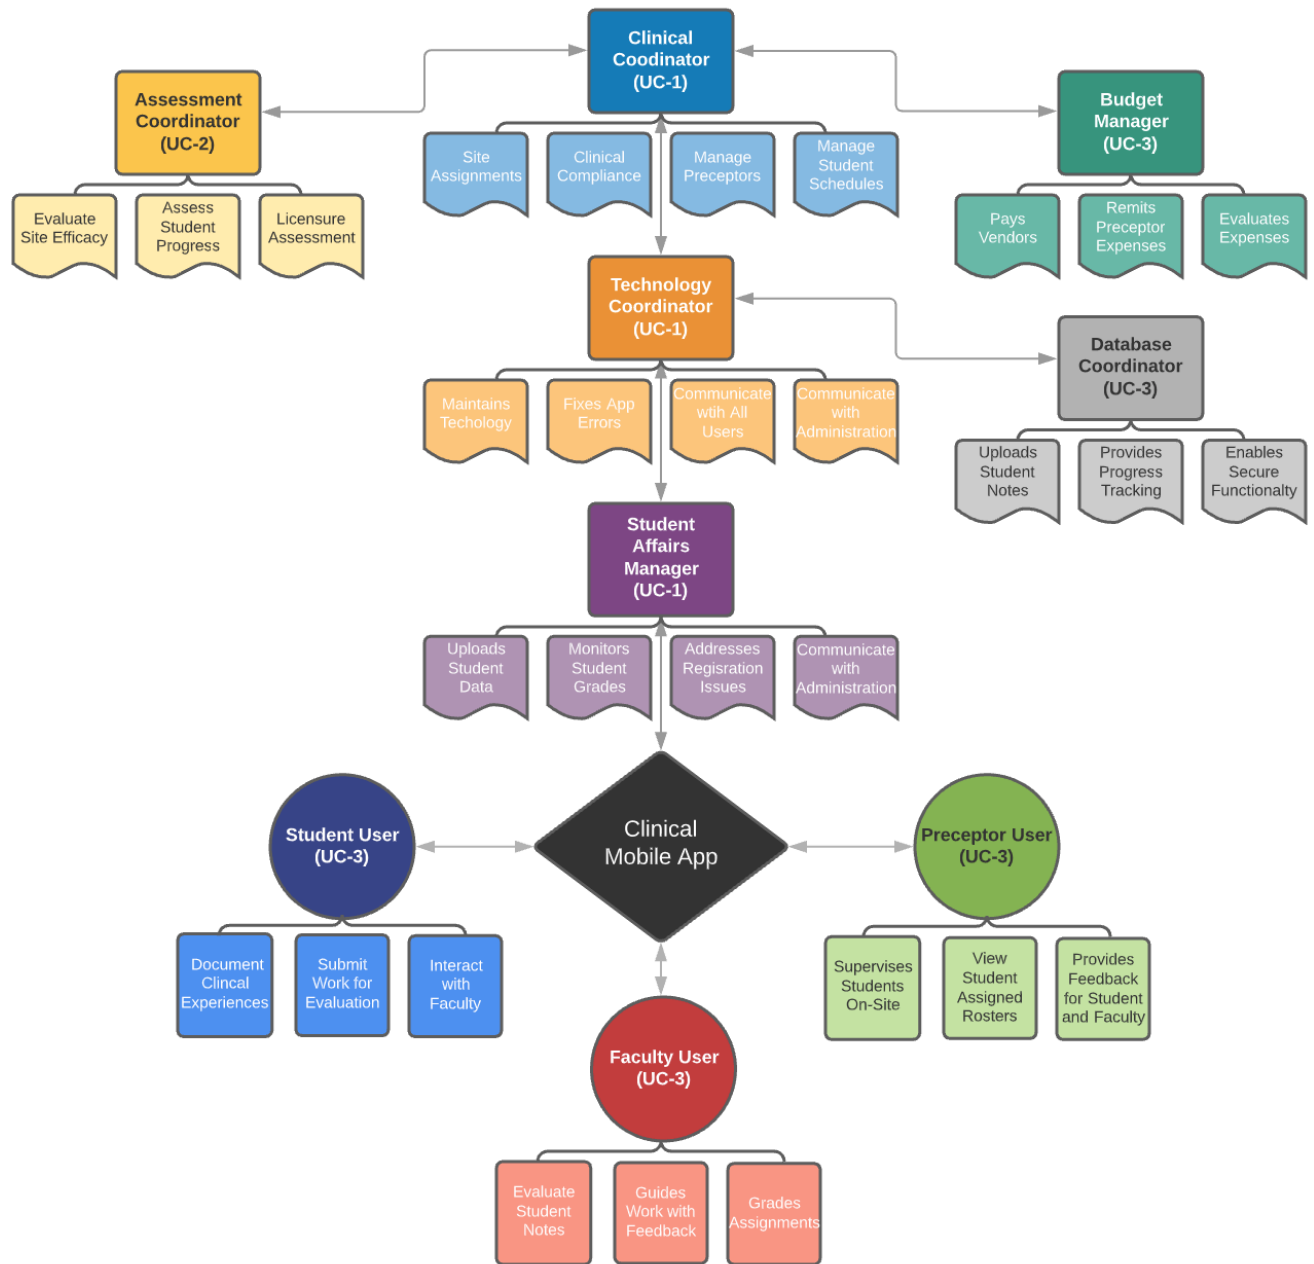 Clinical
Coodinator
(UC-1)
Assessment
Coordinator
(UC-2)
Budget
Manager
(UC-3)
Site
Assignments
Clinical
Compliance
Manage
Preceptors
Manage
Student
Schedules
Evaluate
Site Efficacy
Assess
Student
Progress
Licensure
Assessment
Pays
Vendors
Remits
Preceptor
Expenses
Evaluates
Expenses
Technology
Coordinator
(UC-1)
Database
Coordinator
(UC-3)
Maintains
Techology
Fixes App
Errors
Communicate
wtih All
Users
Communicate
with
Administration
Uploads
Student
Notes
Provides
Progress
Tracking
Enables
Secure
Functionalty
Student
Affairs
Manager
(UC-1)
Uploads
Student
Data
Monitors
Student
Grades
Addresses
Regisration
Issues
Communicate
with
Administration
Student User
(UC-3)
Clinical
Mobile App
Preceptor User
(UC-3)
Document
Clincal
Experiences
Submit
Work for
Evaluation
Interact
with
Faculty
Supervises
Students
On-Site
View
Student
Assigned
Rosters
Provides
Feedback
for Student
and Faculty
Faculty User
(UC-3)
Evaluate
Student
Notes
Guides
Work with
Feedback
Grades
Assignments